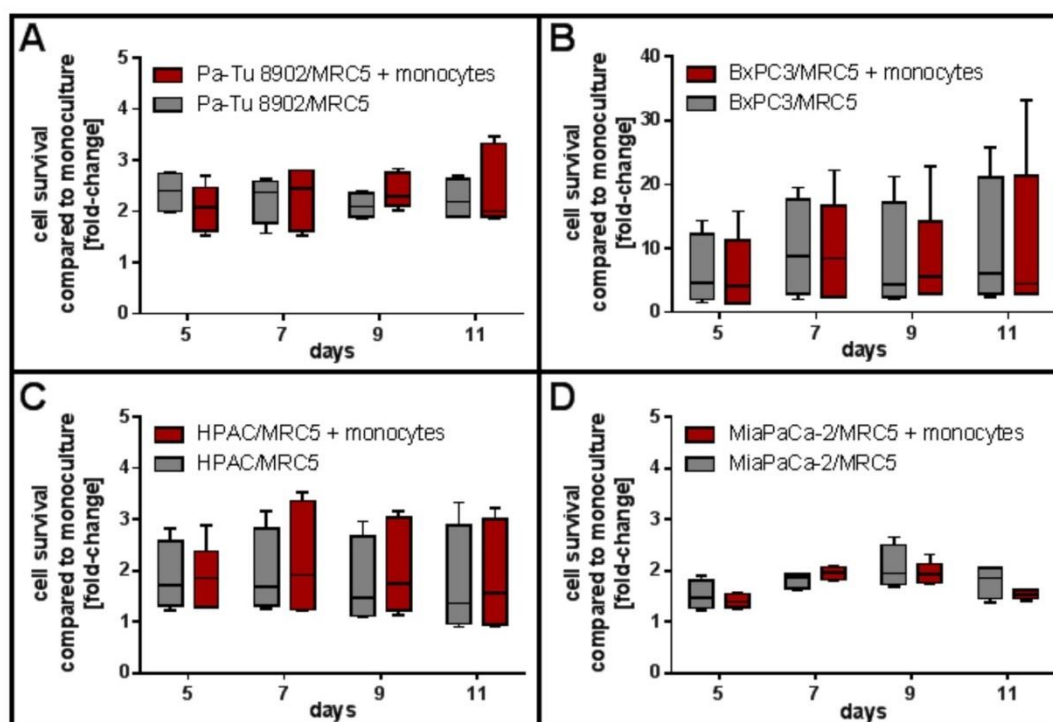 A
Pa-Tu 8902/MRC5 + monocytes
Pa-Tu 8902/MRC5
cell survival
compared to monoculture
[fold-change]
5
4
3
2
1
0
5 7 9 11
days
B
BxPC3/MRC5 + monocytes
BxPC3/MRC5
cell survival
compared to monoculture
[fold-change]
40
30
20
10
0
5 7 9 11
days
C
HPAC/MRC5 + monocytes
HPAC/MRC5
cell survival
compared to monoculture
[fold-change]
5
4
3
2
1
0
5 7 9 11
days
D
MiaPaCa-2/MRC5 + monocytes
MiaPaCa-2/MRC5
cell survival
compared to monoculture
[fold-change]
5
4
3
2
1
0
5 7 9 11
days